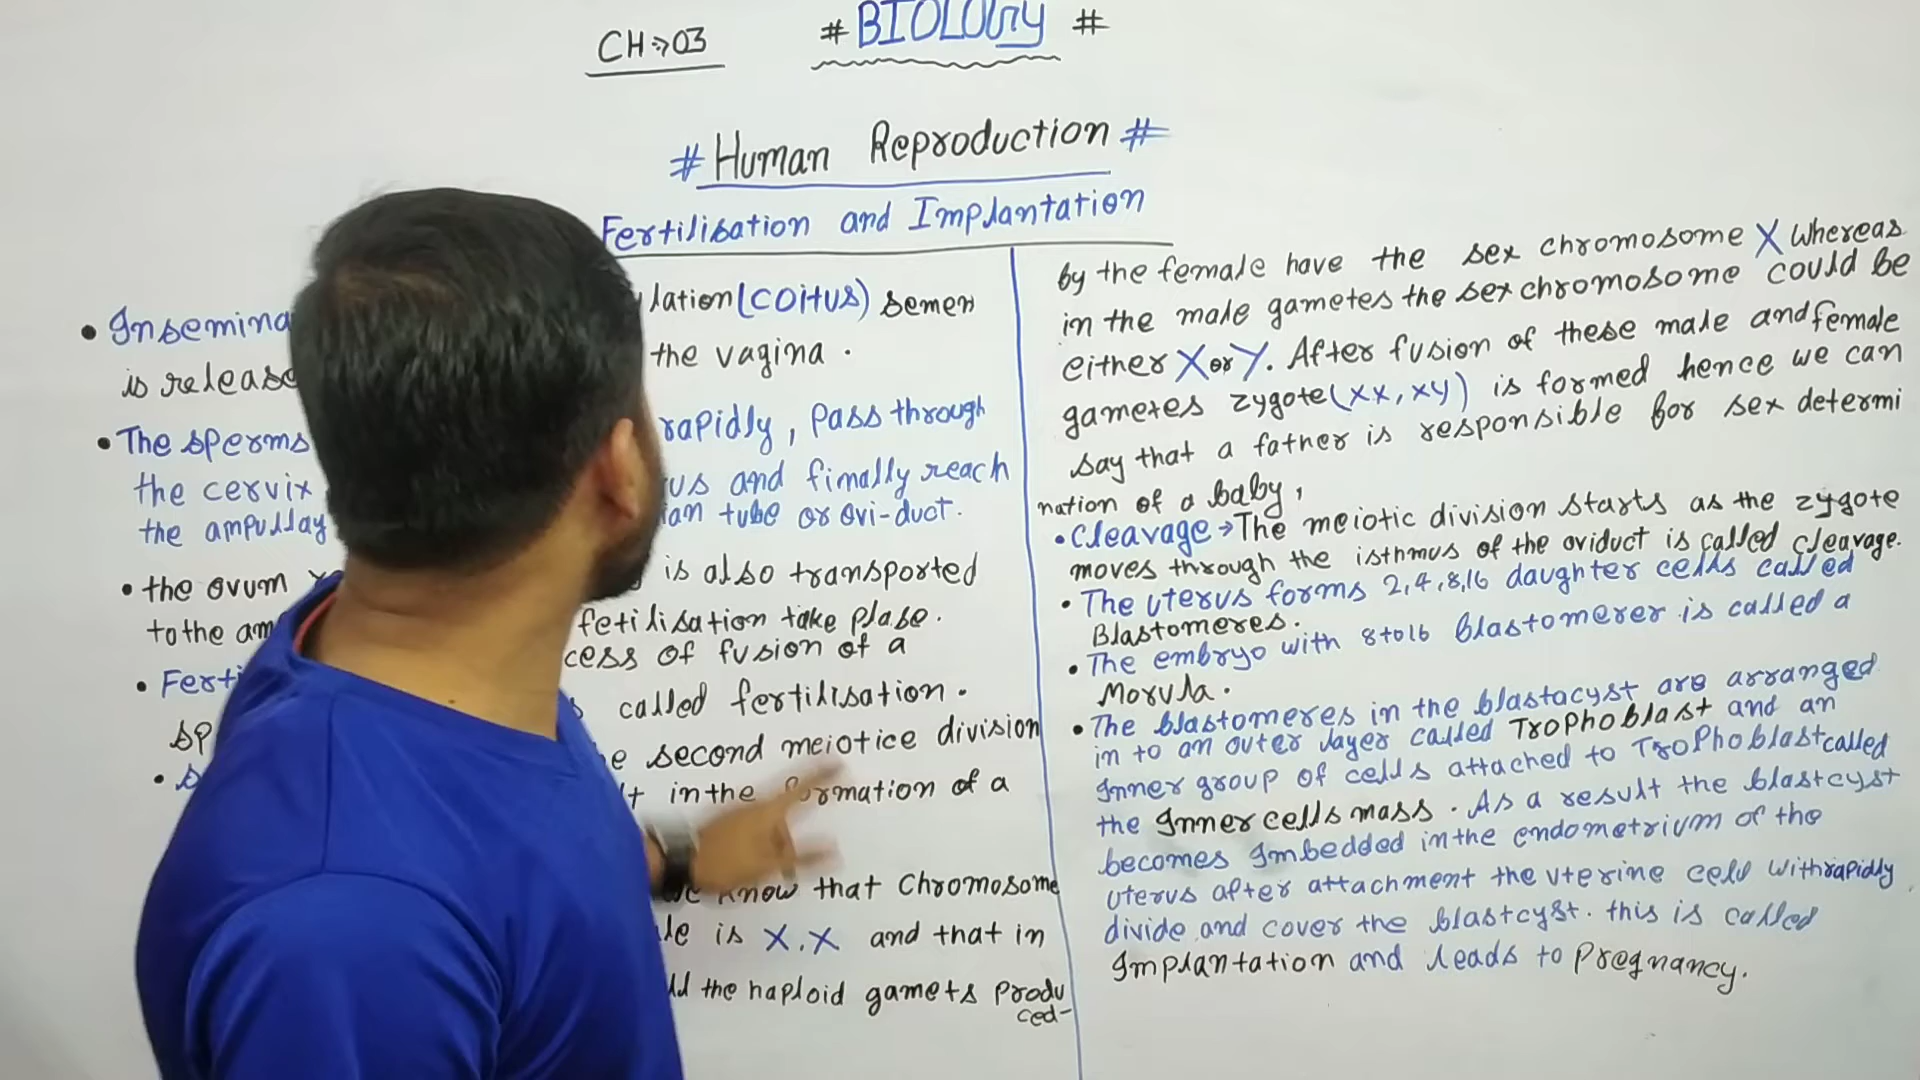 CH→03
# BIOLOGY #
# Human Reproduction #
Fertilisation and Implantation
lation (COITUS) semen
is release the vagina.
• The sperms rapidly, Pass through
the cervix us and fimally reach
the ampullay ian tube or ovi-duct.
• the ovum is also transported
to the am fetilisation take plase.
• Ferti cess of fusion of a
sp called fertilisation.
second meiotice division
in the formation of a
we know that Chromosome
le is X.X and that in
the haploid gamets Produ
ced-
by the female have the sex chromosome X whereas
in the male gametes the sex chromosome could be
either X or Y. After fusion of these male and female
gametes zygote (xx, xy) is formed hence we can
say that a father is responsible for sex determi
nation of a baby,
• Cleavage → The meiotic division starts as the zygote
moves through the isthmus of the oviduct is called cleavage.
• The uterus forms 2,4,8,16 daughter cells called
Blastomeres.
• The embryo with 8 to 16 blastomerer is called a
Morula.
• The blastomeres in the blastacyst are arranged
in to an outer layer called Trophoblast and an
Inner group of cells attached to Trophoblast called
the Inner cells mass. As a result the blastcyst
becomes Imbedded in the endometrium of the
uterus after attachment the uterine cell with rapidly
divide and cover the blastcyst. this is called
Implantation and leads to Pregnancy.